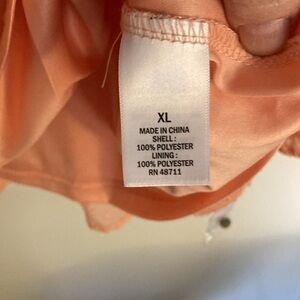 XL
MADE IN CHINA
SHELL :
100% POLYESTER
LINING :
100% POLYESTER
RN 48711